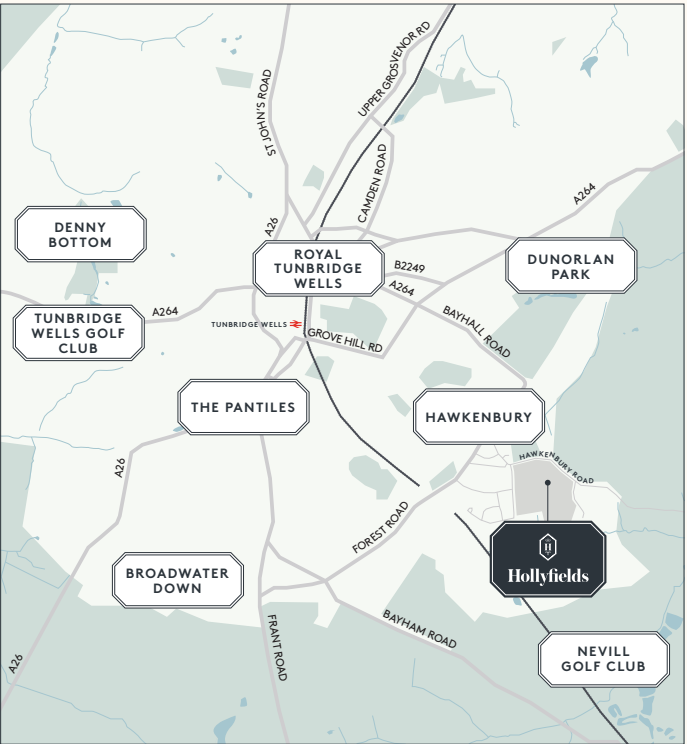 UPPER GROSVENOR RD
ST JOHN'S ROAD
CAMDEN ROAD
A264
A26
DENNY
BOTTOM
ROYAL
TUNBRIDGE
WELLS
B2249
A264
DUNORLAN
PARK
TUNBRIDGE
WELLS GOLF
CLUB
A264
TUNBRIDGE WELLS
GROVE HILL RD
BAYHALL ROAD
THE PANTILES
HAWKENBURY
A26
HAWKENBURY ROAD
FOREST ROAD
H
Hollyfields
BROADWATER
DOWN
FRANT ROAD
BAYHAM ROAD
NEVILL
GOLF CLUB
A26